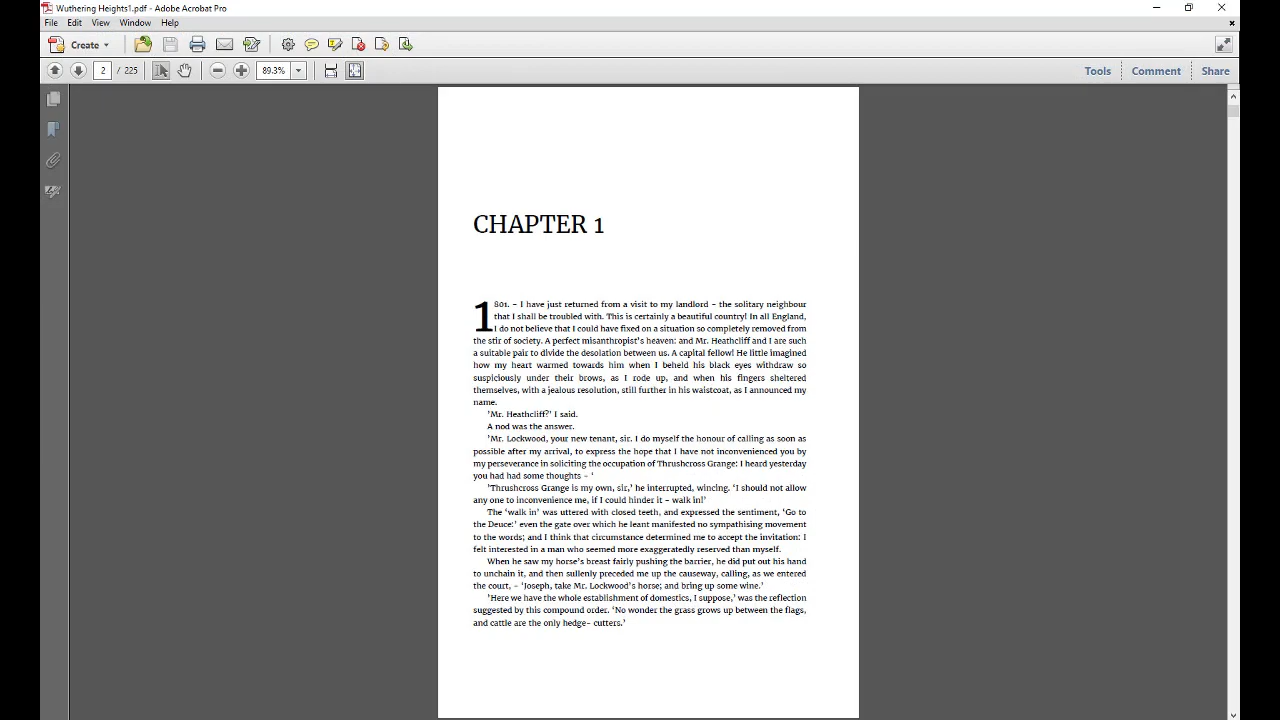 Wuthering Heights1.pdf - Adobe Acrobat Pro
File Edit View Window Help
Create
2 / 225 89.3% Tools Comment Share
CHAPTER 1
1801. – I have just returned from a visit to my landlord – the solitary neighbour
that I shall be troubled with. This is certainly a beautiful country! In all England,
I do not believe that I could have fixed on a situation so completely removed from
the stir of society. A perfect misanthropist's heaven: and Mr. Heathcliff and I are such
a suitable pair to divide the desolation between us. A capital fellow! He little imagined
how my heart warmed towards him when I beheld his black eyes withdraw so
suspiciously under their brows, as I rode up, and when his fingers sheltered
themselves, with a jealous resolution, still further in his waistcoat, as I announced my
name.
'Mr. Heathcliff?' I said.
A nod was the answer.
'Mr. Lockwood, your new tenant, sir. I do myself the honour of calling as soon as
possible after my arrival, to express the hope that I have not inconvenienced you by
my perseverance in soliciting the occupation of Thrushcross Grange: I heard yesterday
you had had some thoughts – ‘
'Thrushcross Grange is my own, sir,’ he interrupted, wincing. ‘I should not allow
any one to inconvenience me, if I could hinder it – walk in!’
The ‘walk in’ was uttered with closed teeth, and expressed the sentiment, ‘Go to
the Deuce:’ even the gate over which he leant manifested no sympathising movement
to the words; and I think that circumstance determined me to accept the invitation: I
felt interested in a man who seemed more exaggeratedly reserved than myself.
When he saw my horse’s breast fairly pushing the barrier, he did put out his hand
to unchain it, and then sullenly preceded me up the causeway, calling, as we entered
the court, – ‘Joseph, take Mr. Lockwood’s horse; and bring up some wine.’
'Here we have the whole establishment of domestics, I suppose,’ was the reflection
suggested by this compound order. ‘No wonder the grass grows up between the flags,
and cattle are the only hedge- cutters.’